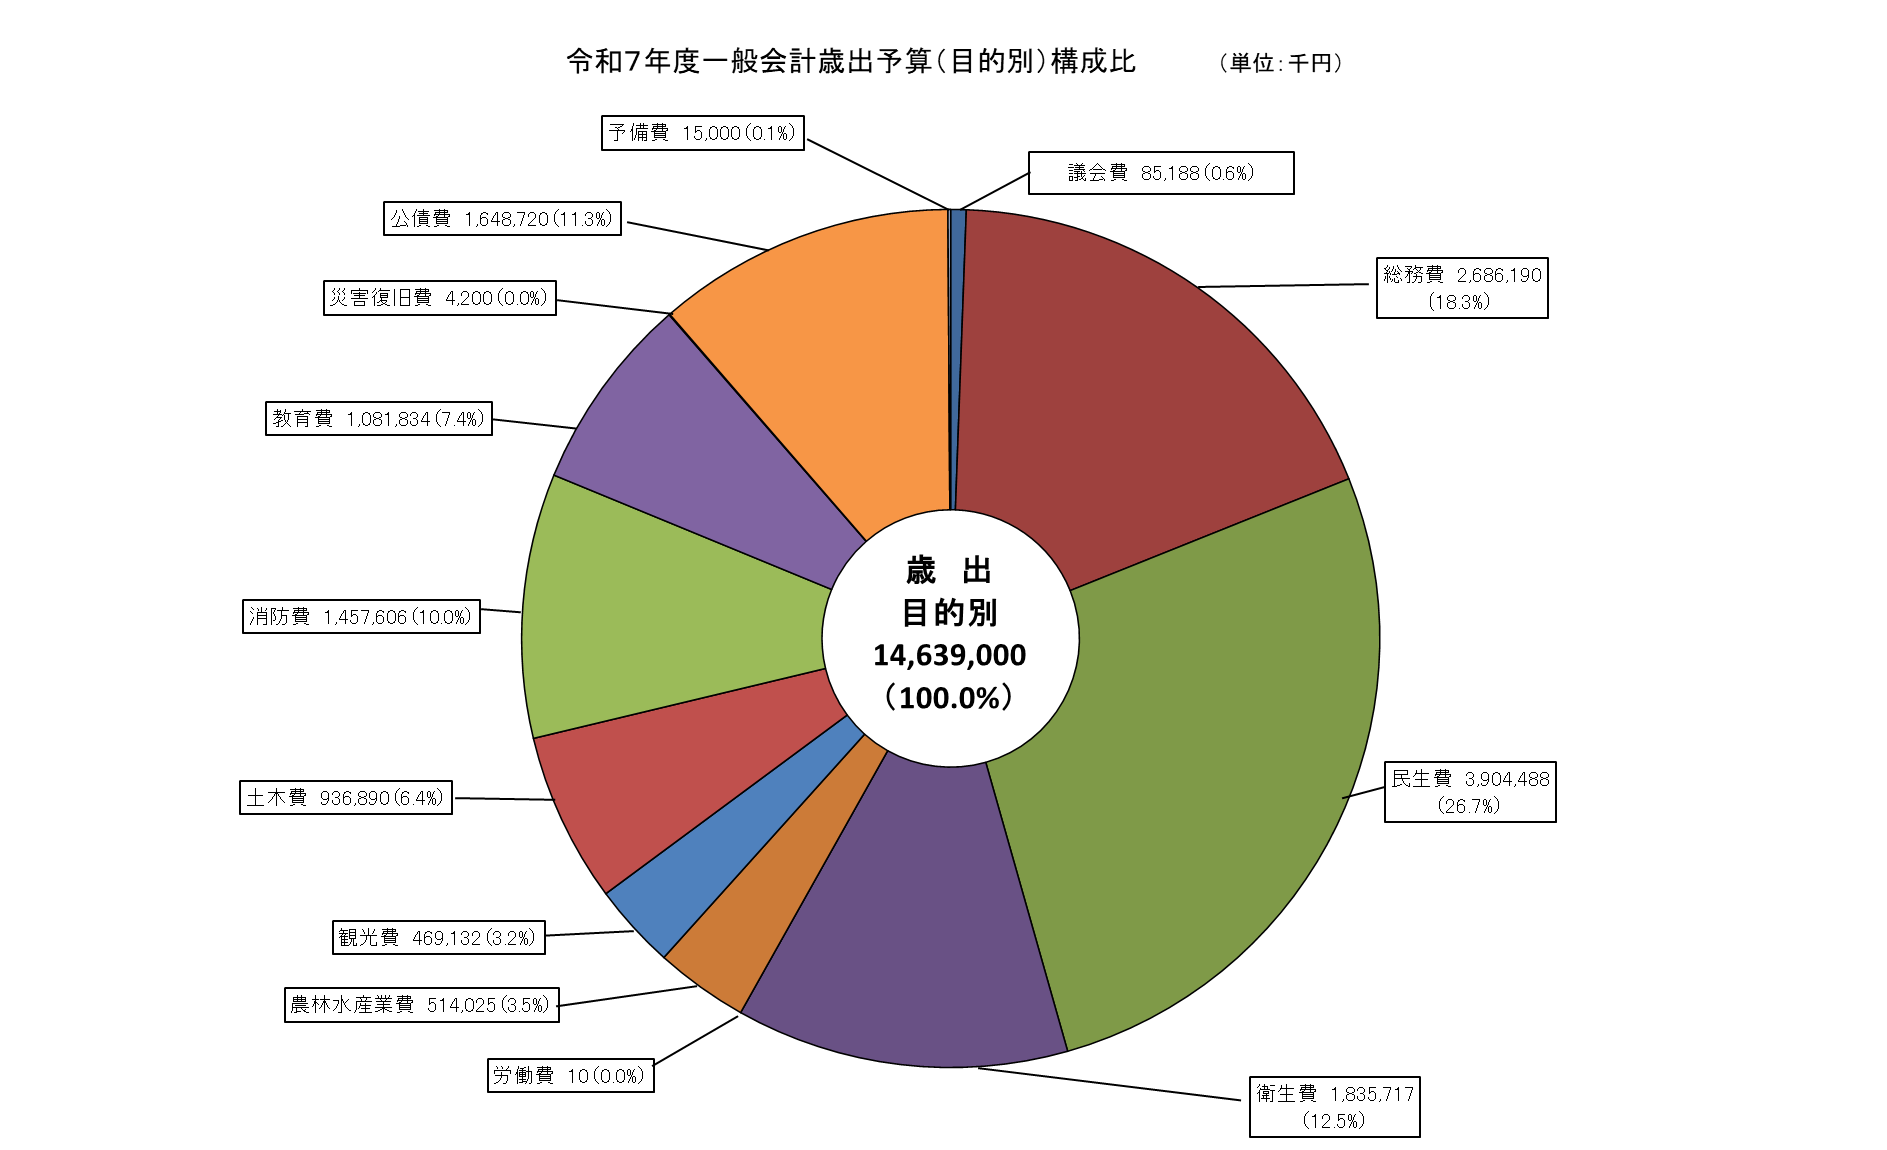 令和７年度一般会計歳出予算（目的別）構成比　（単位：千円）
予備費　15,000（0.1%）
議会費　85,188（0.6%）
公債費　1,648,720（11.3%）
総務費　2,686,190
（18.3%）
災害復旧費　4,200（0.0%）
教育費　1,081,834（7.4%）
歳　出
目的別
14,639,000
（100.0%）
消防費　1,457,606（10.0%）
民生費　3,904,488
（26.7%）
土木費　936,890（6.4%）
観光費　469,132（3.2%）
農林水産業費　514,025（3.5%）
労働費　10（0.0%）
衛生費　1,835,717
（12.5%）